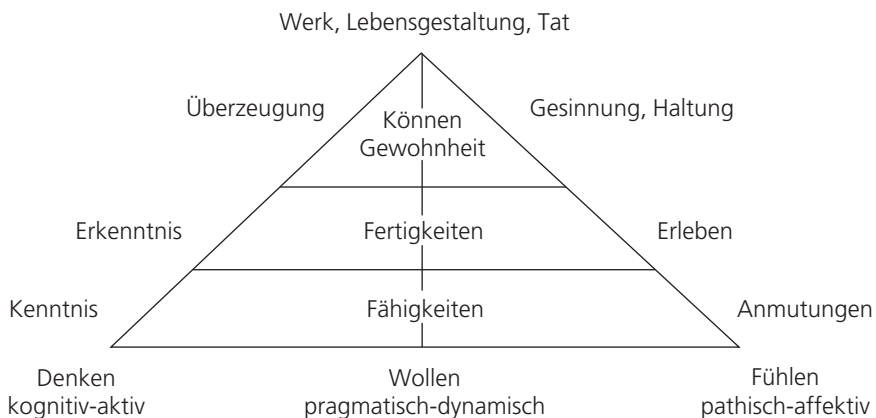 Werk, Lebensgestaltung, Tat
Überzeugung
Können
Gewohnheit
Gesinnung, Haltung
Erkenntnis
Fertigkeiten
Erleben
Kenntnis
Fähigkeiten
Anmutungen
Denken
kognitiv-aktiv
Wollen
pragmatisch-dynamisch
Fühlen
pathisch-affektiv